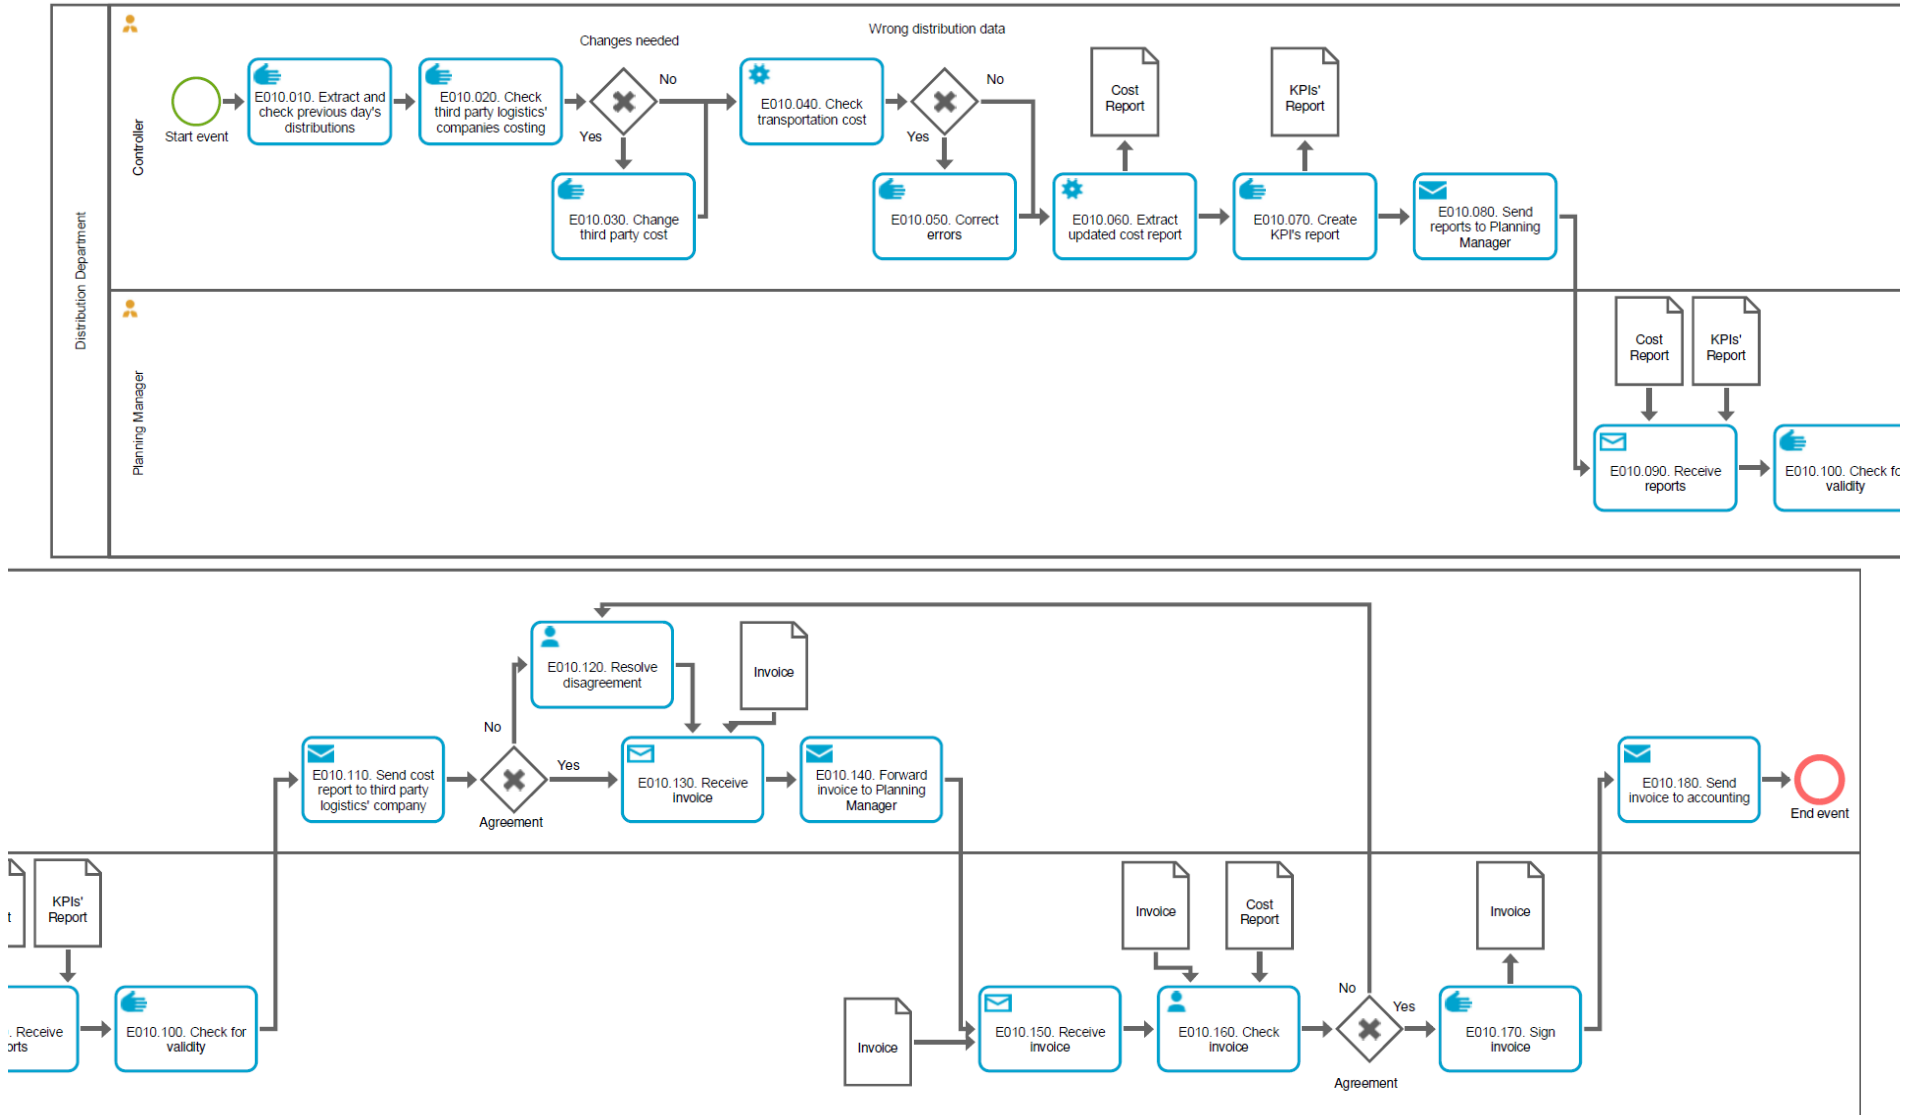 Distribution Department
Controller
Start event
E010.010. Extract and
check previous day's
distributions
E010.020. Check
third party logistics'
companies costing
Changes needed
No
Yes
E010.030. Change
third party cost
E010.040. Check
transportation cost
Wrong distribution data
No
Yes
E010.050. Correct
errors
Cost
Report
E010.060. Extract
updated cost report
KPIs'
Report
E010.070. Create
KPI's report
E010.080. Send
reports to Planning
Manager
Planning Manager
Cost
Report
KPIs'
Report
E010.090. Receive
reports
E010.100. Check fo
validity
t
KPIs'
Report
. Receive
orts
E010.100. Check for
validity
E010.110. Send cost
report to third party
logistics' company
No
Yes
Agreement
E010.120. Resolve
disagreement
Invoice
E010.130. Receive
invoice
E010.140. Forward
invoice to Planning
Manager
Invoice
E010.150. Receive
invoice
Invoice
Cost
Report
E010.160. Check
invoice
No
Yes
Agreement
Invoice
E010.170. Sign
invoice
E010.180. Send
invoice to accounting
End event